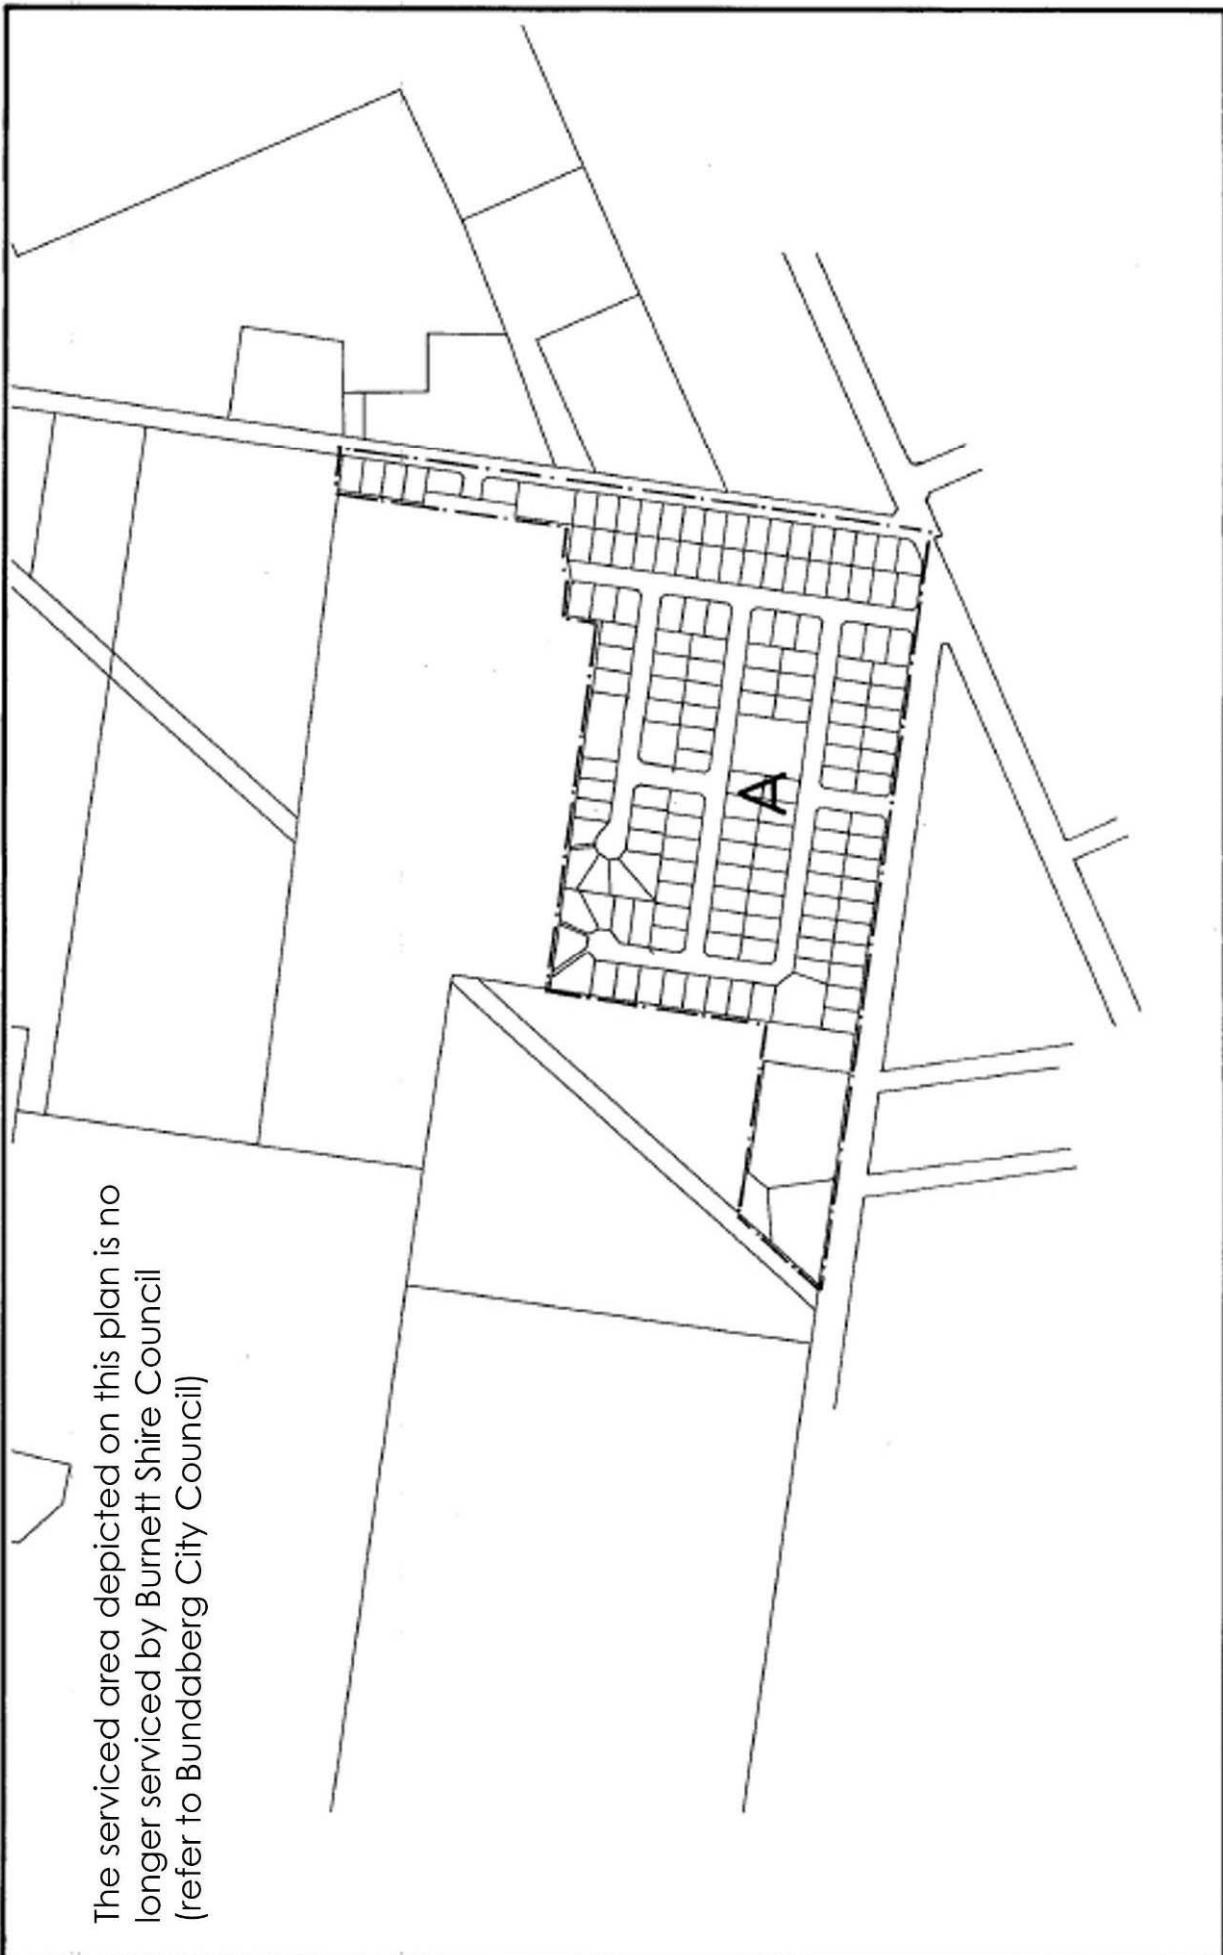 The serviced area depicted on this plan is no
longer serviced by Burnett Shire Council
(refer to Bundaberg City Council)
A